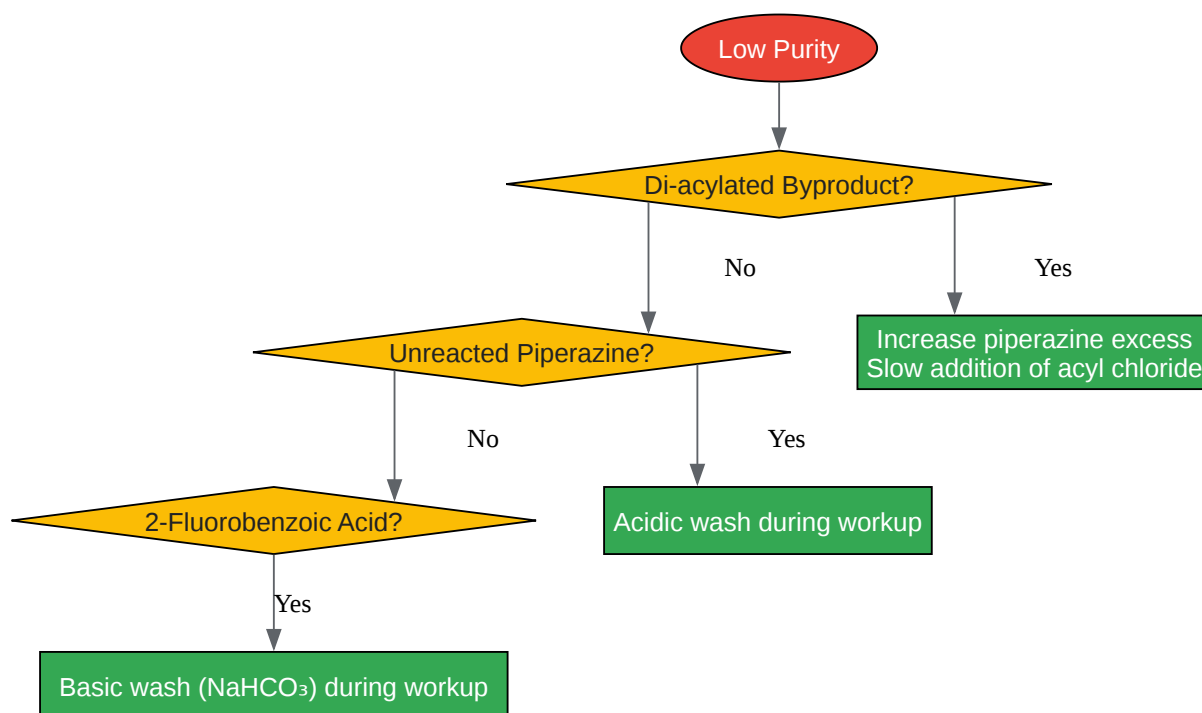 Low Purity
Di-acylated Byproduct?
No
Yes
Increase piperazine excess
Slow addition of acyl chloride
Unreacted Piperazine?
No
Yes
2-Fluorobenzoic Acid?
Acidic wash during workup
Yes
Basic wash (NaHCO₃) during workup